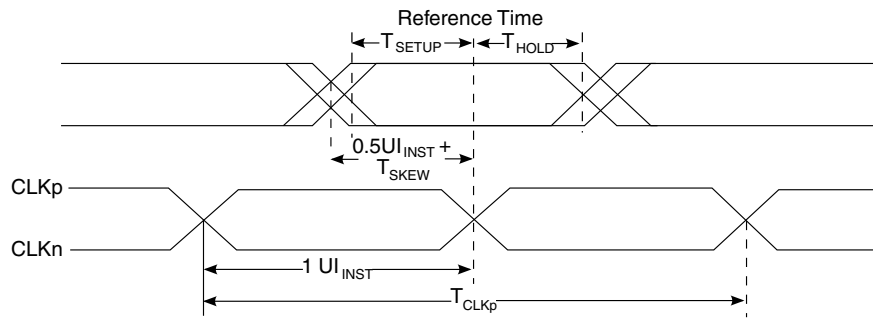 Reference Time
TSETUP THOLD
0.5UIINST +
TSKEW
CLKp
CLKn
1 UIINST
TCLKp